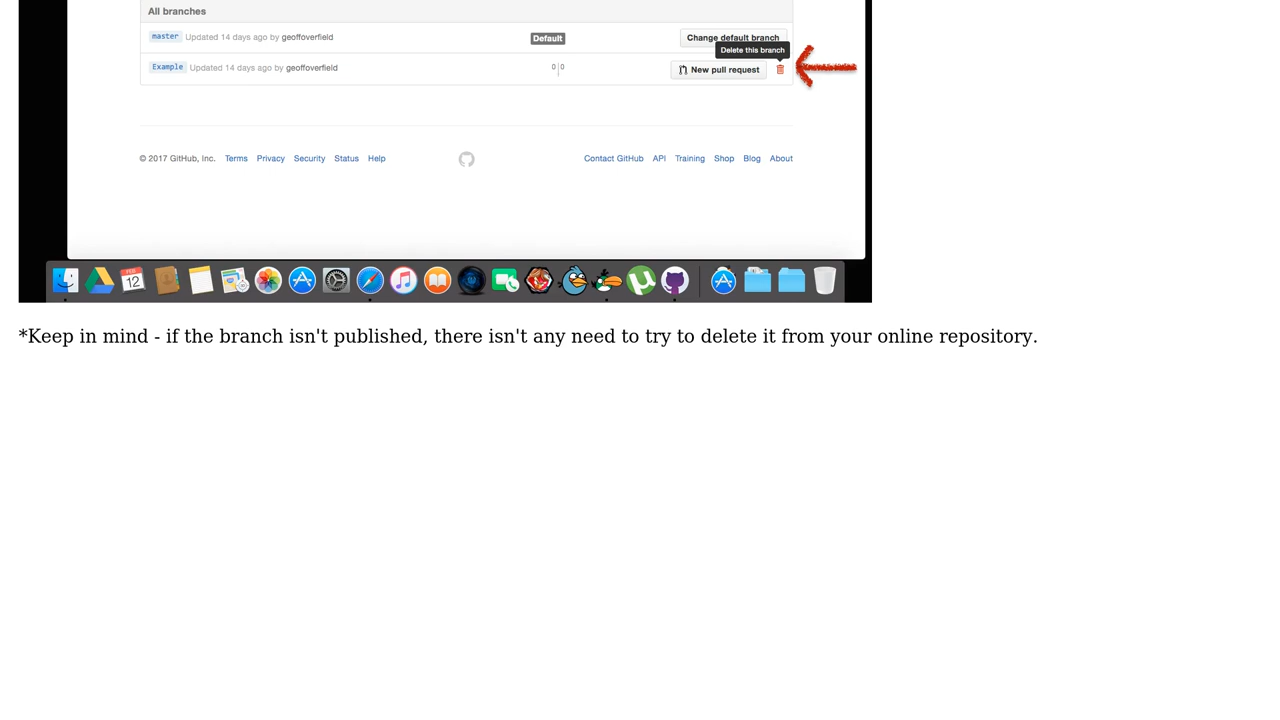 All branches
master Updated 14 days ago by geoffoverfield Default Change default branch
Delete this branch
Example Updated 14 days ago by geoffoverfield 0 0 New pull request
© 2017 GitHub, Inc. Terms Privacy Security Status Help Contact GitHub API Training Shop Blog About
FEB
12
*Keep in mind - if the branch isn't published, there isn't any need to try to delete it from your online repository.